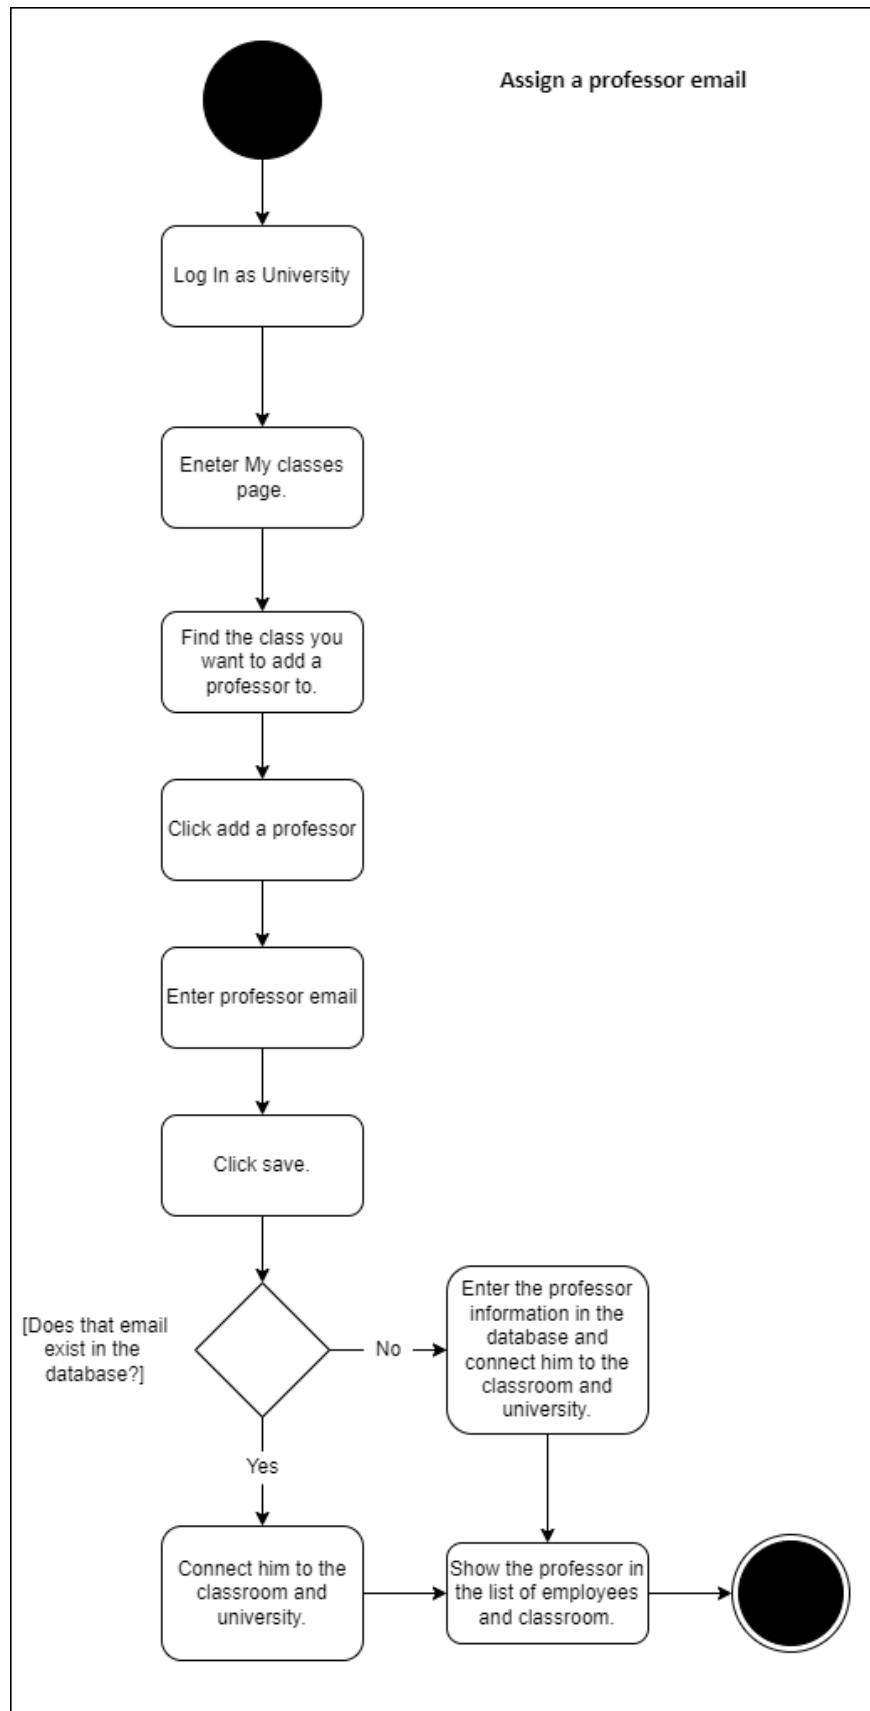 Assign a professor email
Log In as University
Eneter My classes
page.
Find the class you
want to add a
professor to.
Click add a professor
Enter professor email
Click save.
[Does that email
exist in the
database?]
No
Enter the professor
information in the
database and
connect him to the
classroom and
university.
Yes
Connect him to the
classroom and
university.
Show the professor in
the list of employees
and classroom.